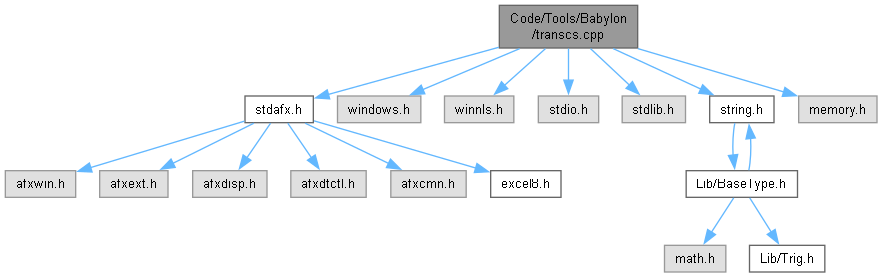 Code/Tools/Babylon
/transcs.cpp
stdafx.h
windows.h
winnls.h
stdio.h
stdlib.h
string.h
memory.h
afxwin.h
afxext.h
afxdisp.h
afxdtctl.h
afxcmn.h
excel8.h
Lib/BaseType.h
math.h
Lib/Trig.h